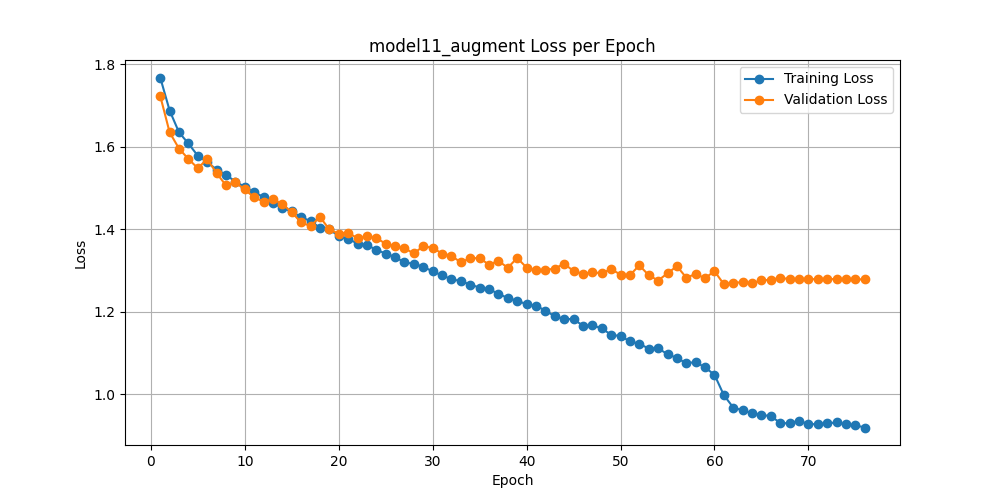 model11_augment Loss per Epoch
Training Loss
Validation Loss
Loss
1.8
1.6
1.4
1.2
1.0
0
10
20
30
40
50
60
70
Epoch